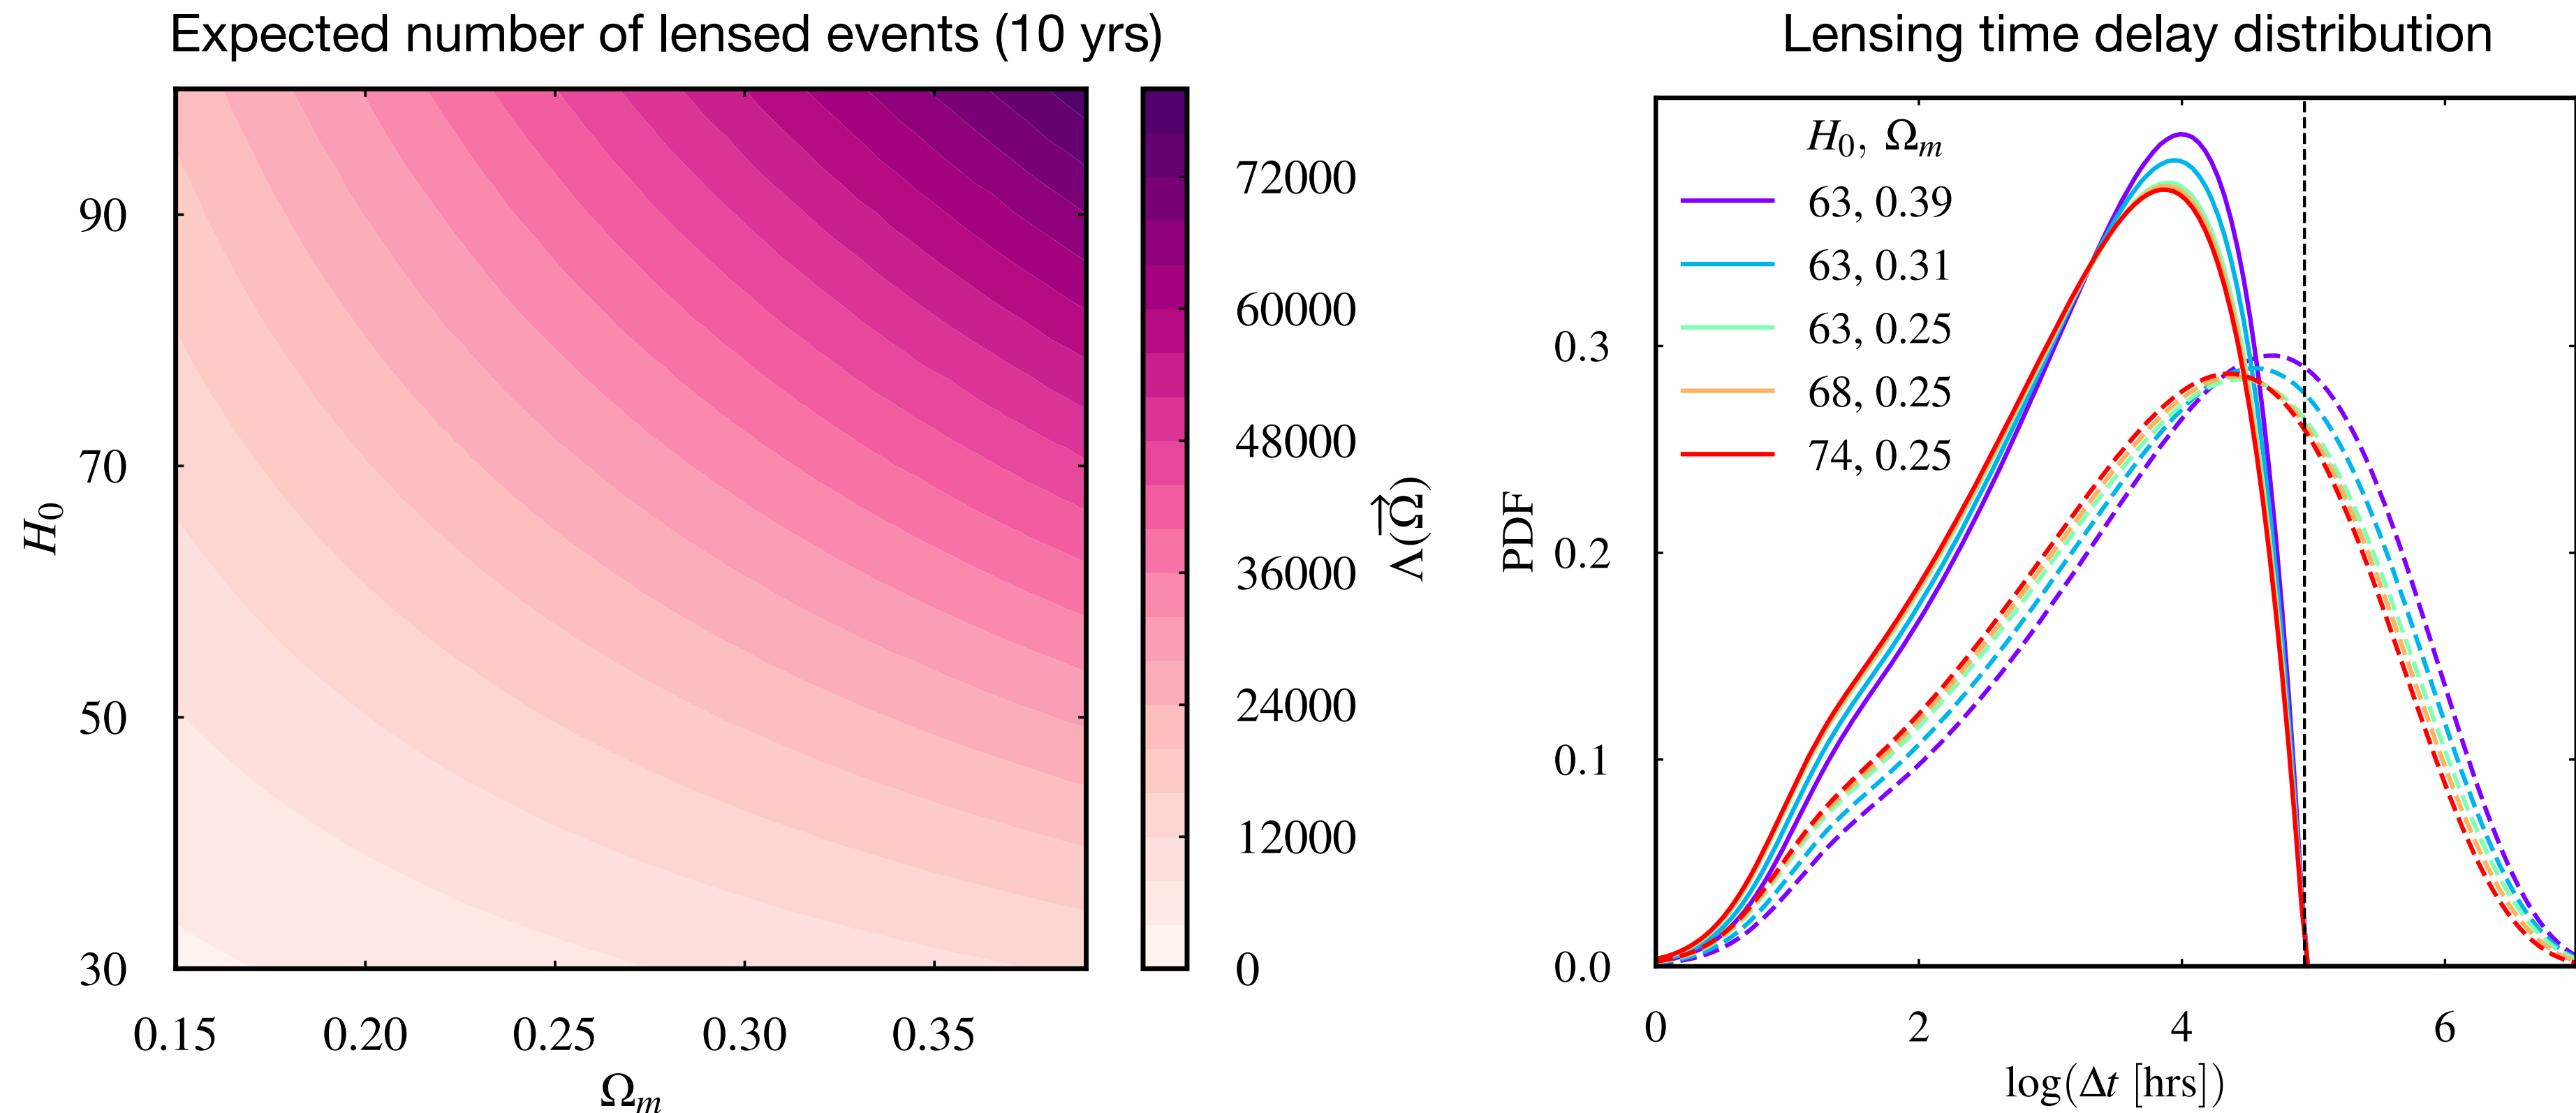 Expected number of lensed events (10 yrs)
90
70
50
30
H₀
0.15 0.20 0.25 0.30 0.35
Ωₘ
72000
60000
48000
36000
24000
12000
0
Λ(Ω⃗)
Lensing time delay distribution
H₀, Ωₘ
63, 0.39
63, 0.31
63, 0.25
68, 0.25
74, 0.25
0.3
0.2
0.1
0.0
PDF
0 2 4 6
log(Δt [hrs])